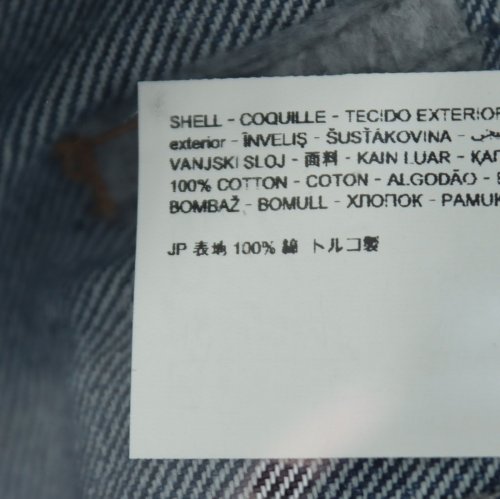 SHELL - COQUILLE - TECIDO EXTERIOR
exterior - ÎNVELIŞ - ŠUSŤÁKOVINA -
VANJSKI SLOJ - 面料 - KAIN LUAR -
100% COTTON - COTON - ALGODÃO -
BOMBAŽ - BOMULL - ХЛОПОК - PAMUK
JP 表地 100% 綿 トルコ製